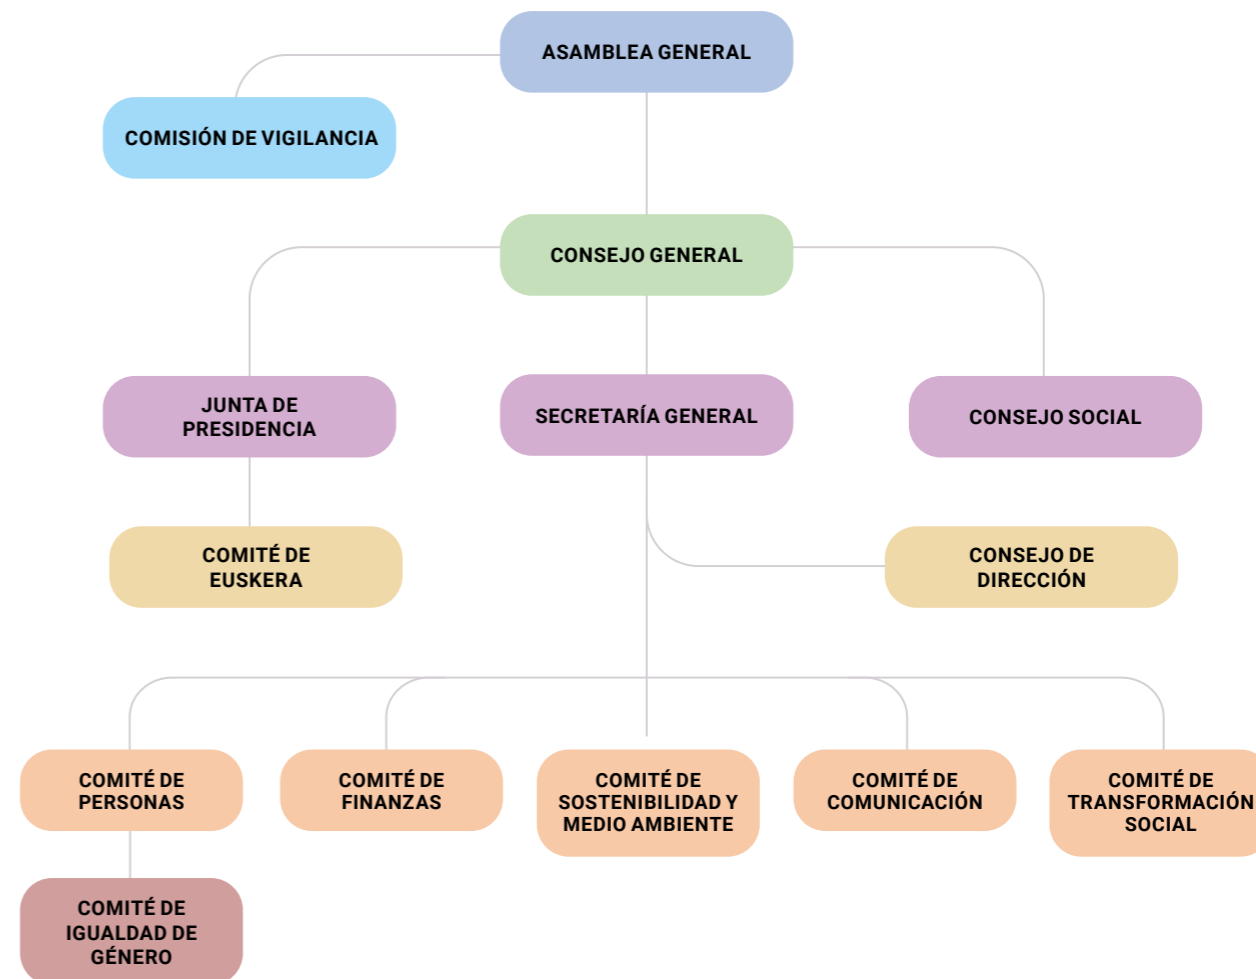 ASAMBLEA GENERAL
COMISIÓN DE VIGILANCIA
CONSEJO GENERAL
JUNTA DE
PRESIDENCIA
SECRETARÍA GENERAL
CONSEJO SOCIAL
COMITÉ DE
EUSKERA
CONSEJO DE
DIRECCIÓN
COMITÉ DE
PERSONAS
COMITÉ DE
FINANZAS
COMITÉ DE
SOSTENIBILIDAD Y
MEDIO AMBIENTE
COMITÉ DE
COMUNICACIÓN
COMITÉ DE
TRANSFORMACIÓN
SOCIAL
COMITÉ DE
IGUALDAD DE
GÉNERO